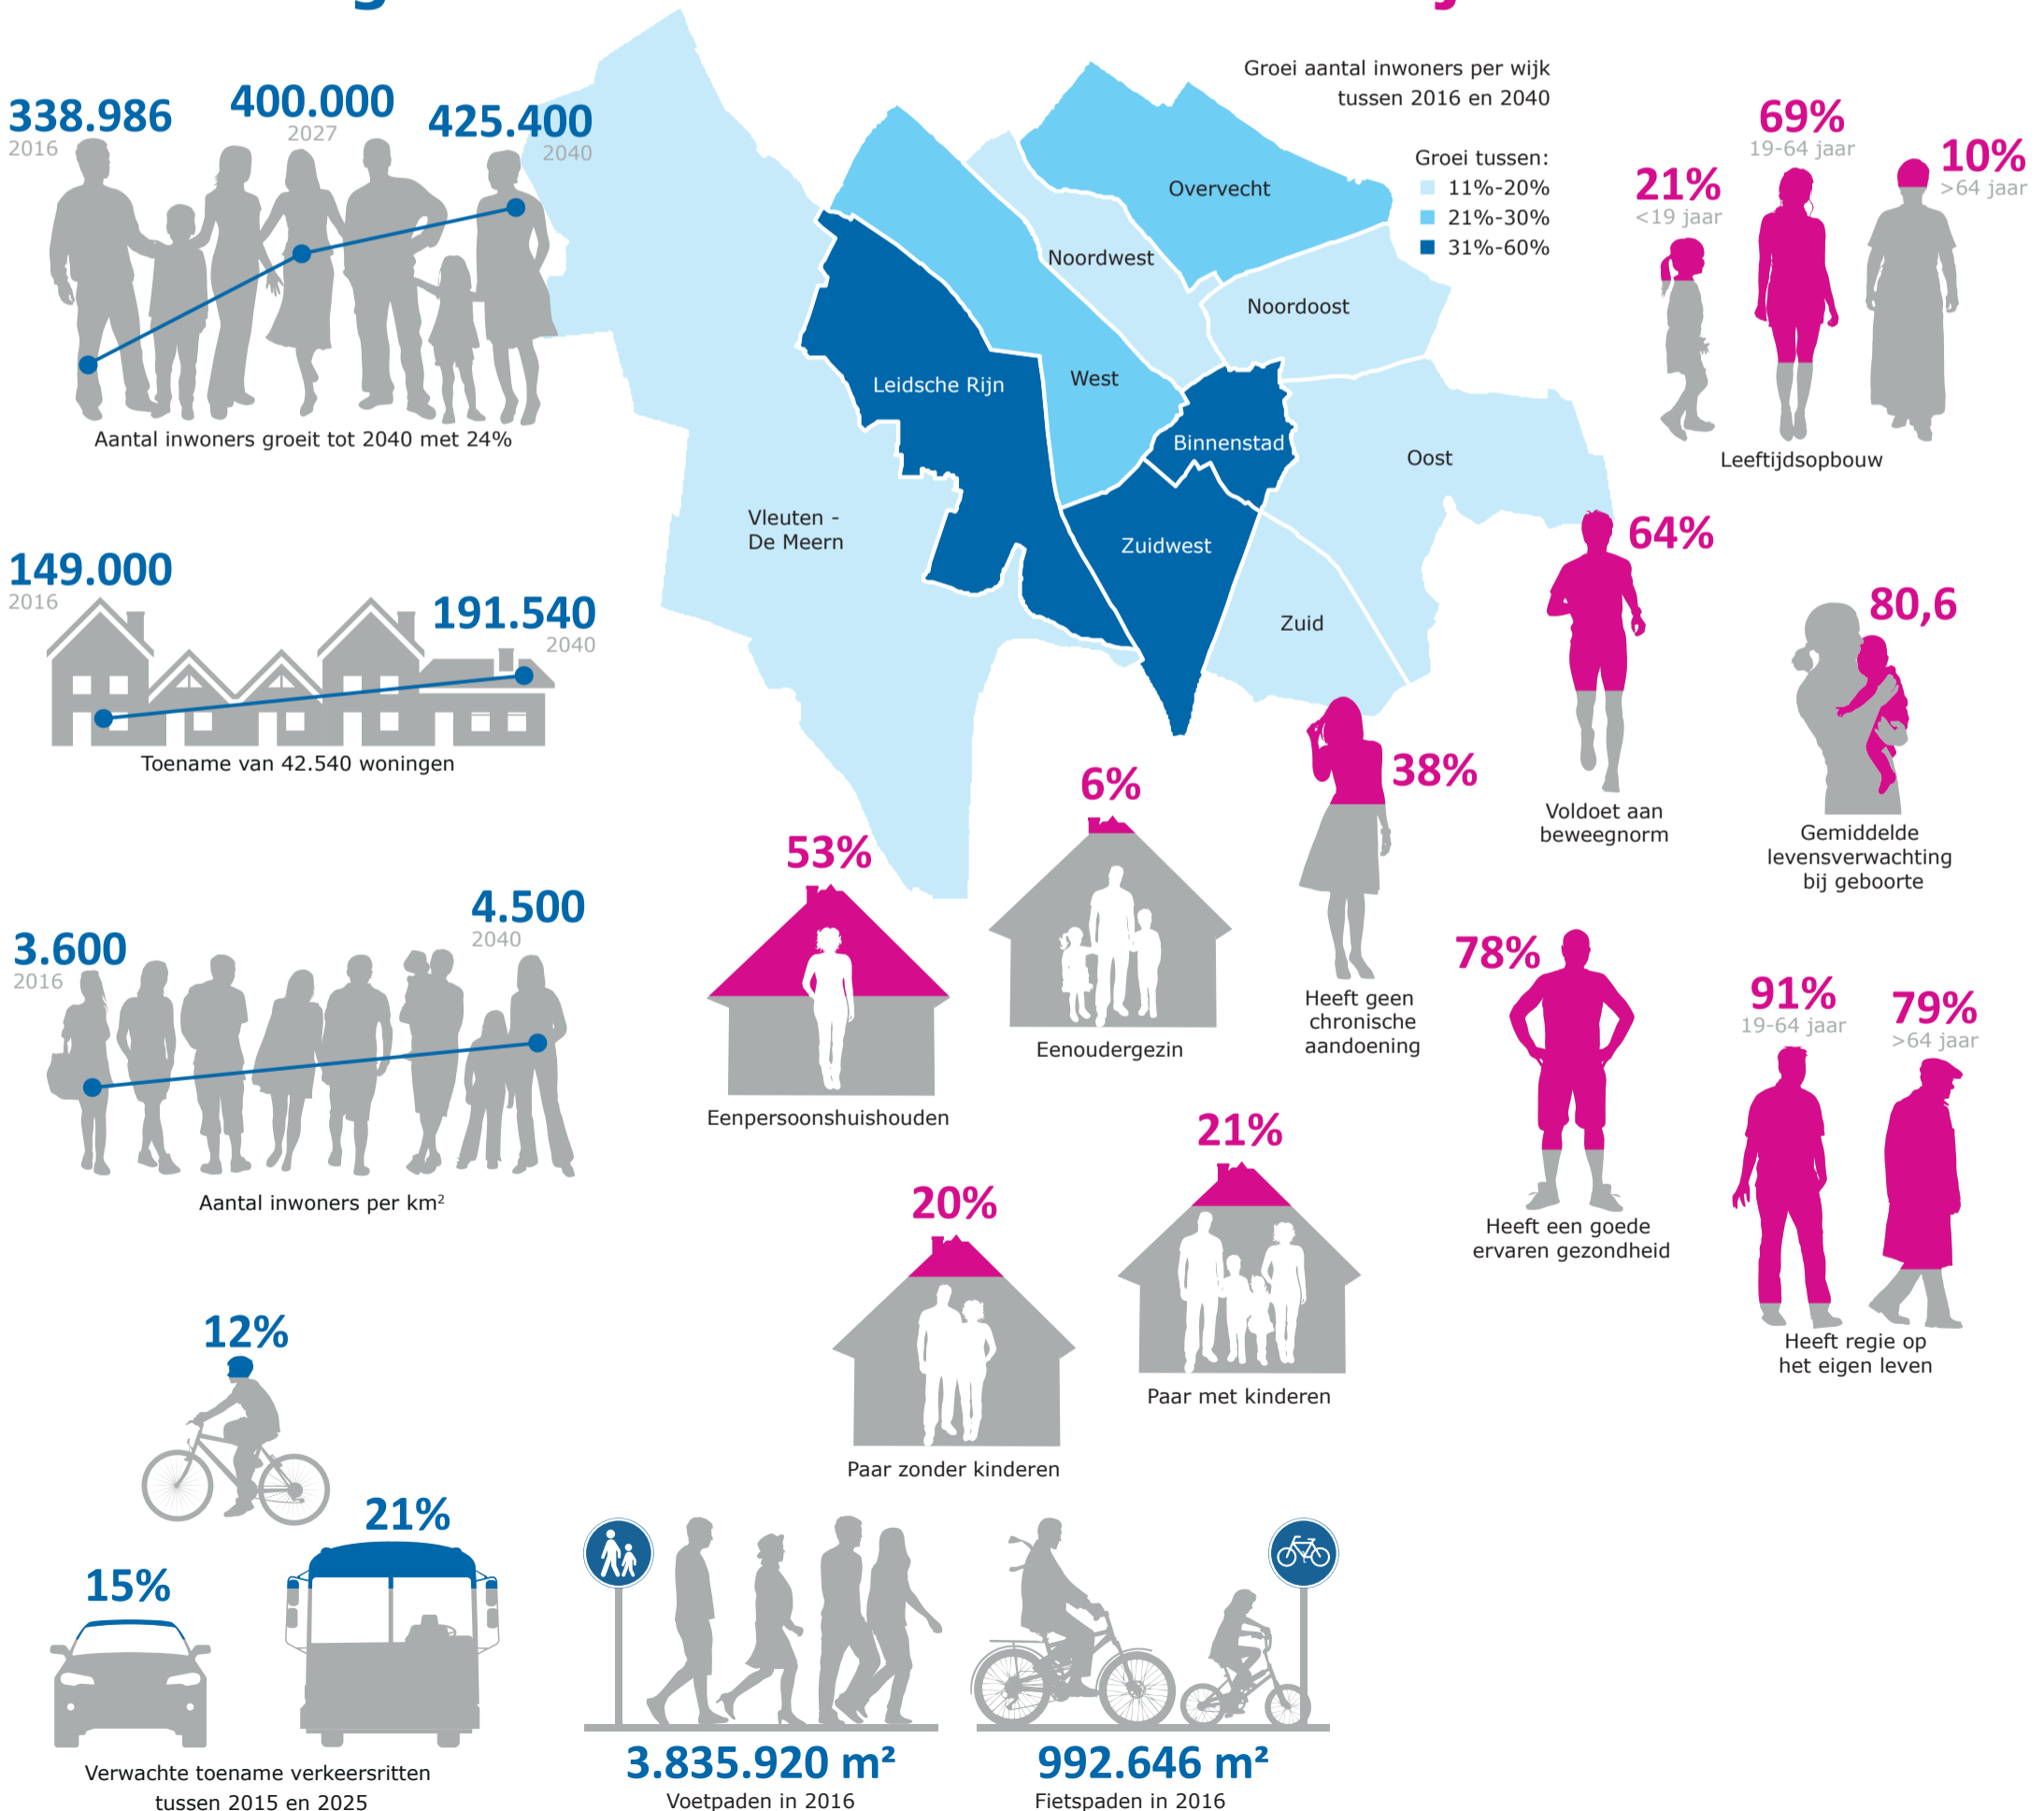 338.986
2016
400.000
2027
425.400
2040
Aantal inwoners groeit tot 2040 met 24%
149.000
2016
191.540
2040
Toename van 42.540 woningen
3.600
2016
4.500
2040
Aantal inwoners per km²
12%
15%
21%
Verwachte toename verkeersritten
tussen 2015 en 2025
Groei aantal inwoners per wijk
tussen 2016 en 2040
Groei tussen:
11%-20%
21%-30%
31%-60%
Overvecht
Noordwest
Noordoost
Leidsche Rijn
West
Binnenstad
Oost
Vleuten -
De Meern
Zuidwest
Zuid
53%
Eenpersoonshuishouden
6%
Eenoudergezin
20%
Paar zonder kinderen
21%
Paar met kinderen
3.835.920 m²
Voetpaden in 2016
992.646 m²
Fietspaden in 2016
21%
<19 jaar
69%
19-64 jaar
10%
>64 jaar
Leeftijdsopbouw
64%
Voldoet aan
beweegnorm
80,6
Gemiddelde
levensverwachting
bij geboorte
38%
Heeft geen
chronische
aandoening
78%
Heeft een goede
ervaren gezondheid
91%
19-64 jaar
79%
>64 jaar
Heeft regie op
het eigen leven